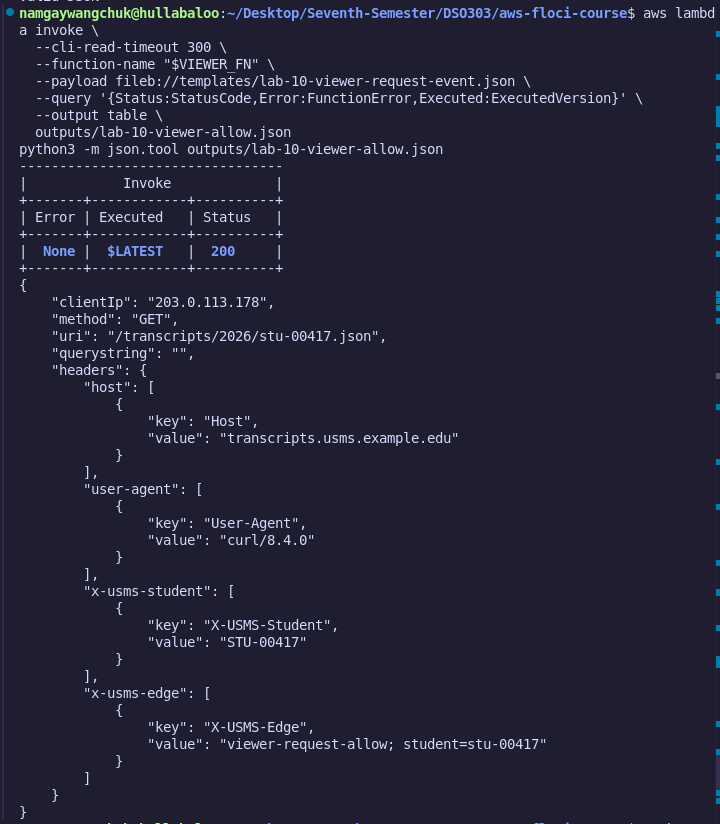 namgaywangchuk@hullabaloo:~/Desktop/Seventh-Semester/DSO303/aws-floci-course$ aws lambd
a invoke \
  --cli-read-timeout 300 \
  --function-name "$VIEWER_FN" \
  --payload fileb://templates/lab-10-viewer-request-event.json \
  --query '{Status:StatusCode,Error:FunctionError,Executed:ExecutedVersion}' \
  --output table \
  outputs/lab-10-viewer-allow.json
python3 -m json.tool outputs/lab-10-viewer-allow.json
--------------------------------
|            Invoke            |
+-------+------------+----------+
| Error | Executed   | Status   |
+-------+------------+----------+
|  None |  $LATEST   |  200     |
+-------+------------+----------+
{
    "clientIp": "203.0.113.178",
    "method": "GET",
    "uri": "/transcripts/2026/stu-00417.json",
    "querystring": "",
    "headers": {
        "host": [
            {
                "key": "Host",
                "value": "transcripts.usms.example.edu"
            }
        ],
        "user-agent": [
            {
                "key": "User-Agent",
                "value": "curl/8.4.0"
            }
        ],
        "x-usms-student": [
            {
                "key": "X-USMS-Student",
                "value": "STU-00417"
            }
        ],
        "x-usms-edge": [
            {
                "key": "X-USMS-Edge",
                "value": "viewer-request-allow; student=stu-00417"
            }
        ]
    }
}